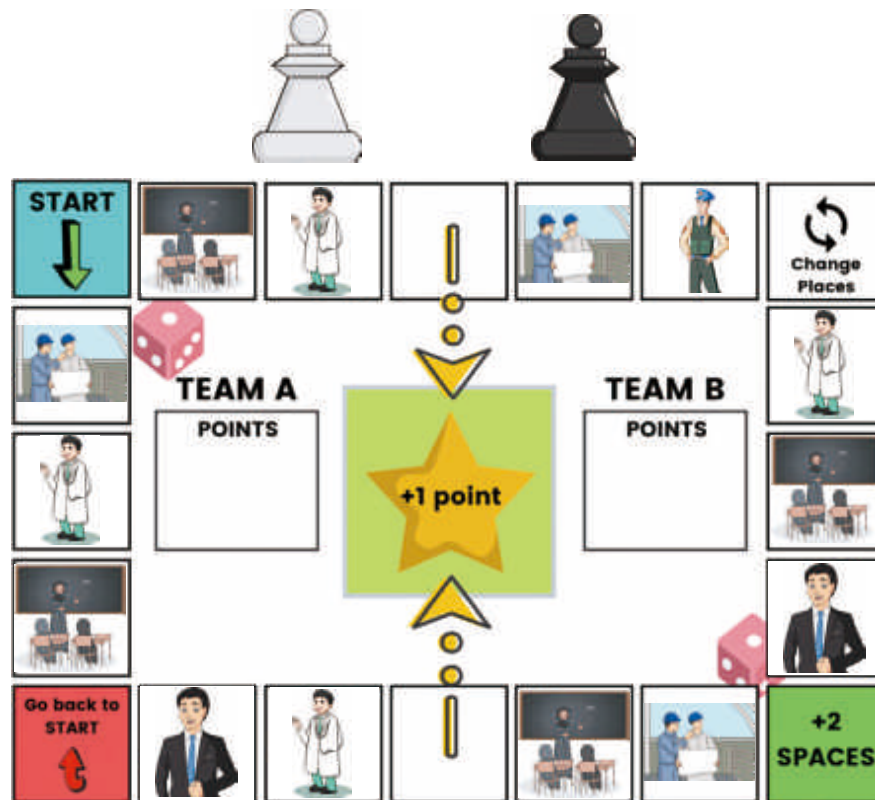 START
Change
Places
TEAM A
POINTS
TEAM B
POINTS
+1 point
Go back to
START
+2
SPACES